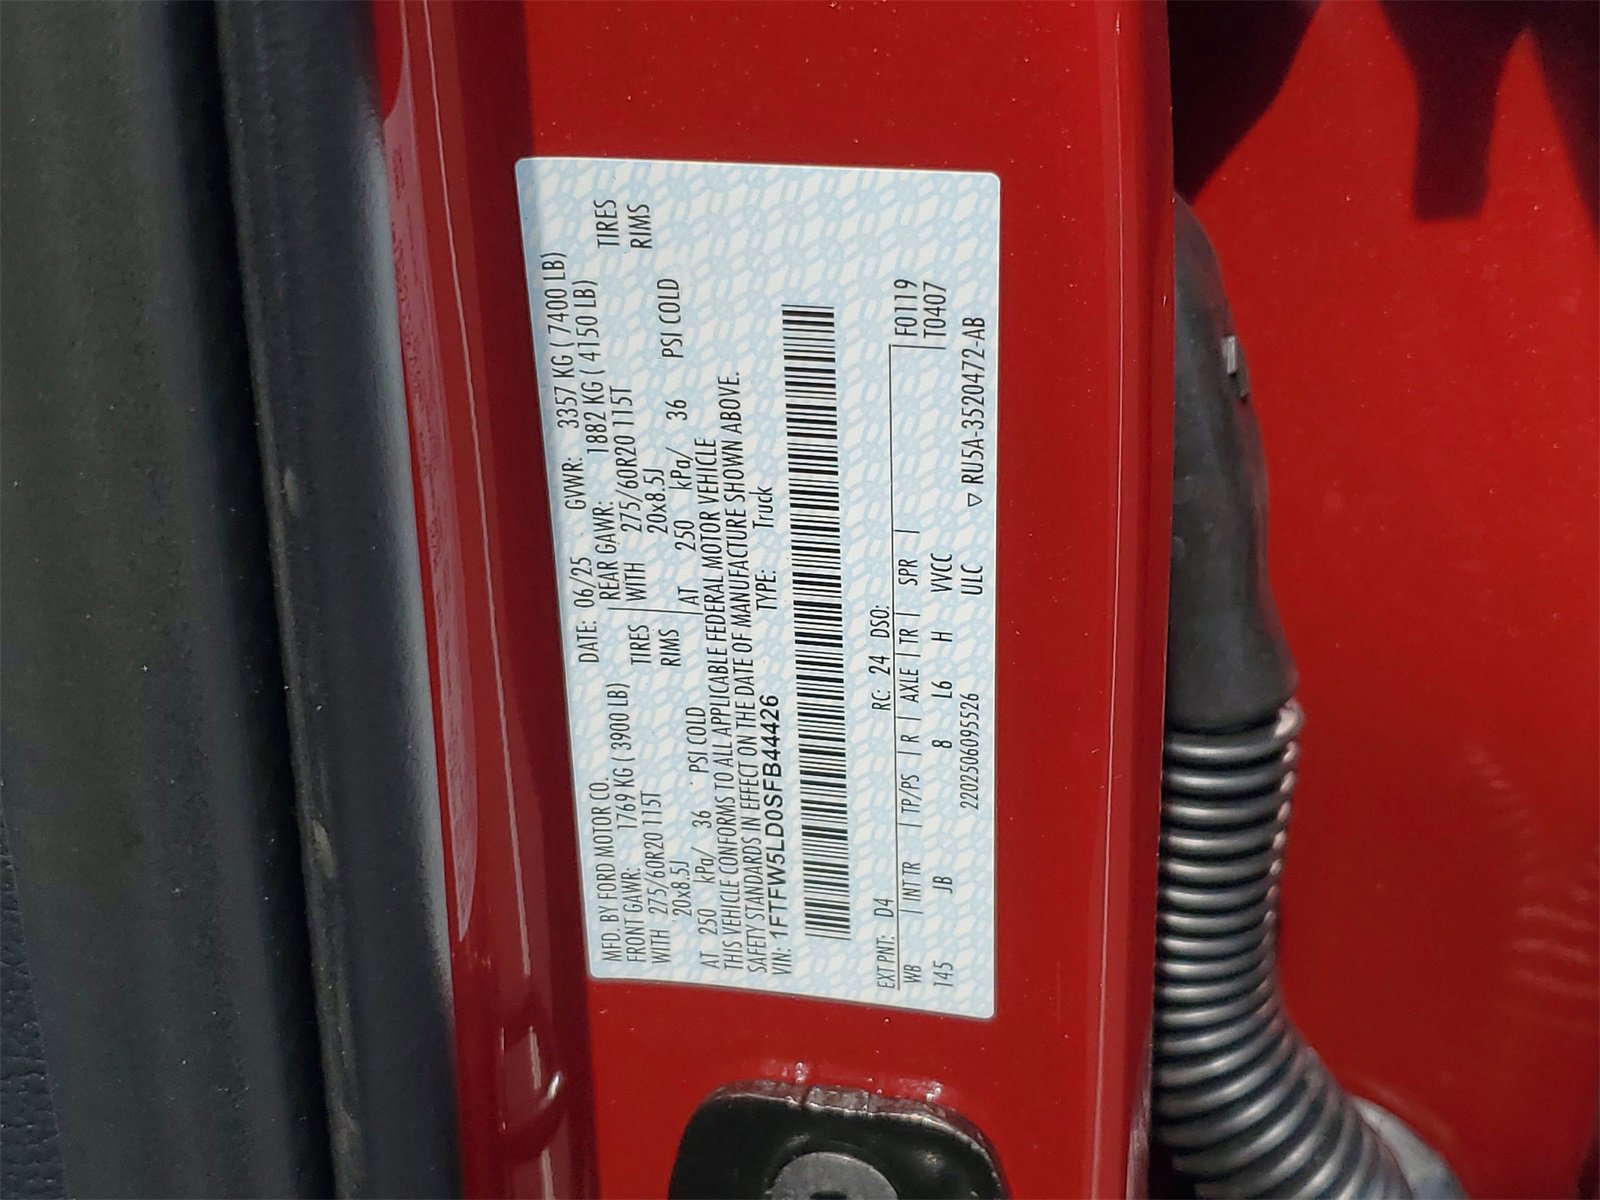 MFD. BY FORD MOTOR CO.
DATE: 06/25 GVWR: 3357 KG ( 7400 LB)
FRONT GAWR: 1769 KG ( 3900 LB) REAR GAWR: 1882 KG ( 4150 LB)
WITH 275/60R20 115T TIRES WITH 275/60R20 115T TIRES
20x8.5J RIMS 20x8.5J RIMS
AT 250 kPa/ 36 PSI COLD AT 250 kPa/ 36 PSI COLD
THIS VEHICLE CONFORMS TO ALL APPLICABLE FEDERAL MOTOR VEHICLE
SAFETY STANDARDS IN EFFECT ON THE DATE OF MANUFACTURE SHOWN ABOVE.
VIN: 1FTFW5LD0SFB44426 TYPE: Truck
EXT PNT: D4 RC: 24 DSO: F0119
WB | INT TR | TP/PS | R | AXLE | TR | SPR | T0407
145 JB 8 L6 H VVCC
2202506095526 ULC ▽ RU5A-3520472-AB